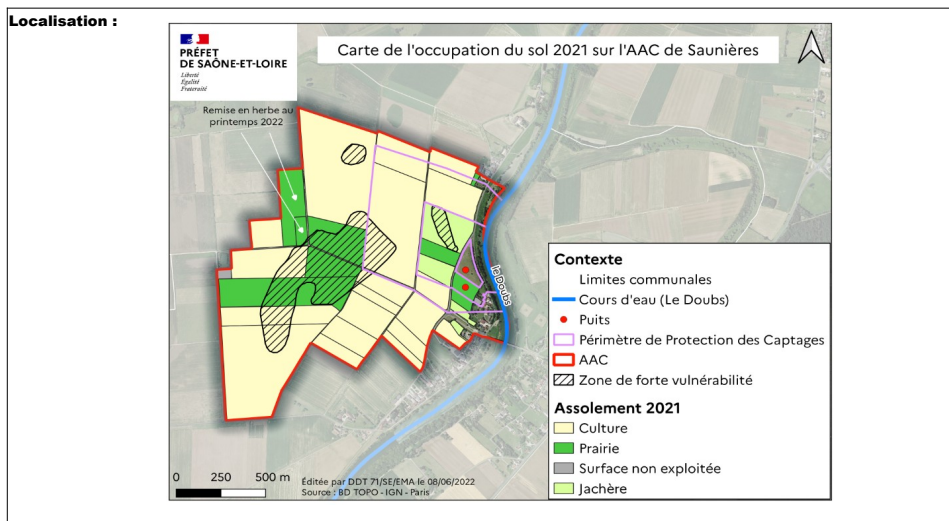 Localisation :
PRÉFET
DE SAÔNE-ET-LOIRE
Liberté
Égalité
Fraternité
Carte de l'occupation du sol 2021 sur l'AAC de Saunières
Remise en herbe au
printemps 2022
le Doubs
Contexte
Limites communales
Cours d'eau (Le Doubs)
Puits
Périmètre de Protection des Captages
AAC
Zone de forte vulnérabilité
Assolement 2021
Culture
Prairie
Surface non exploitée
Jachère
0 250 500 m
Éditée par DDT 71/SE/EMA le 08/06/2022
Source : BD TOPO - IGN - Paris